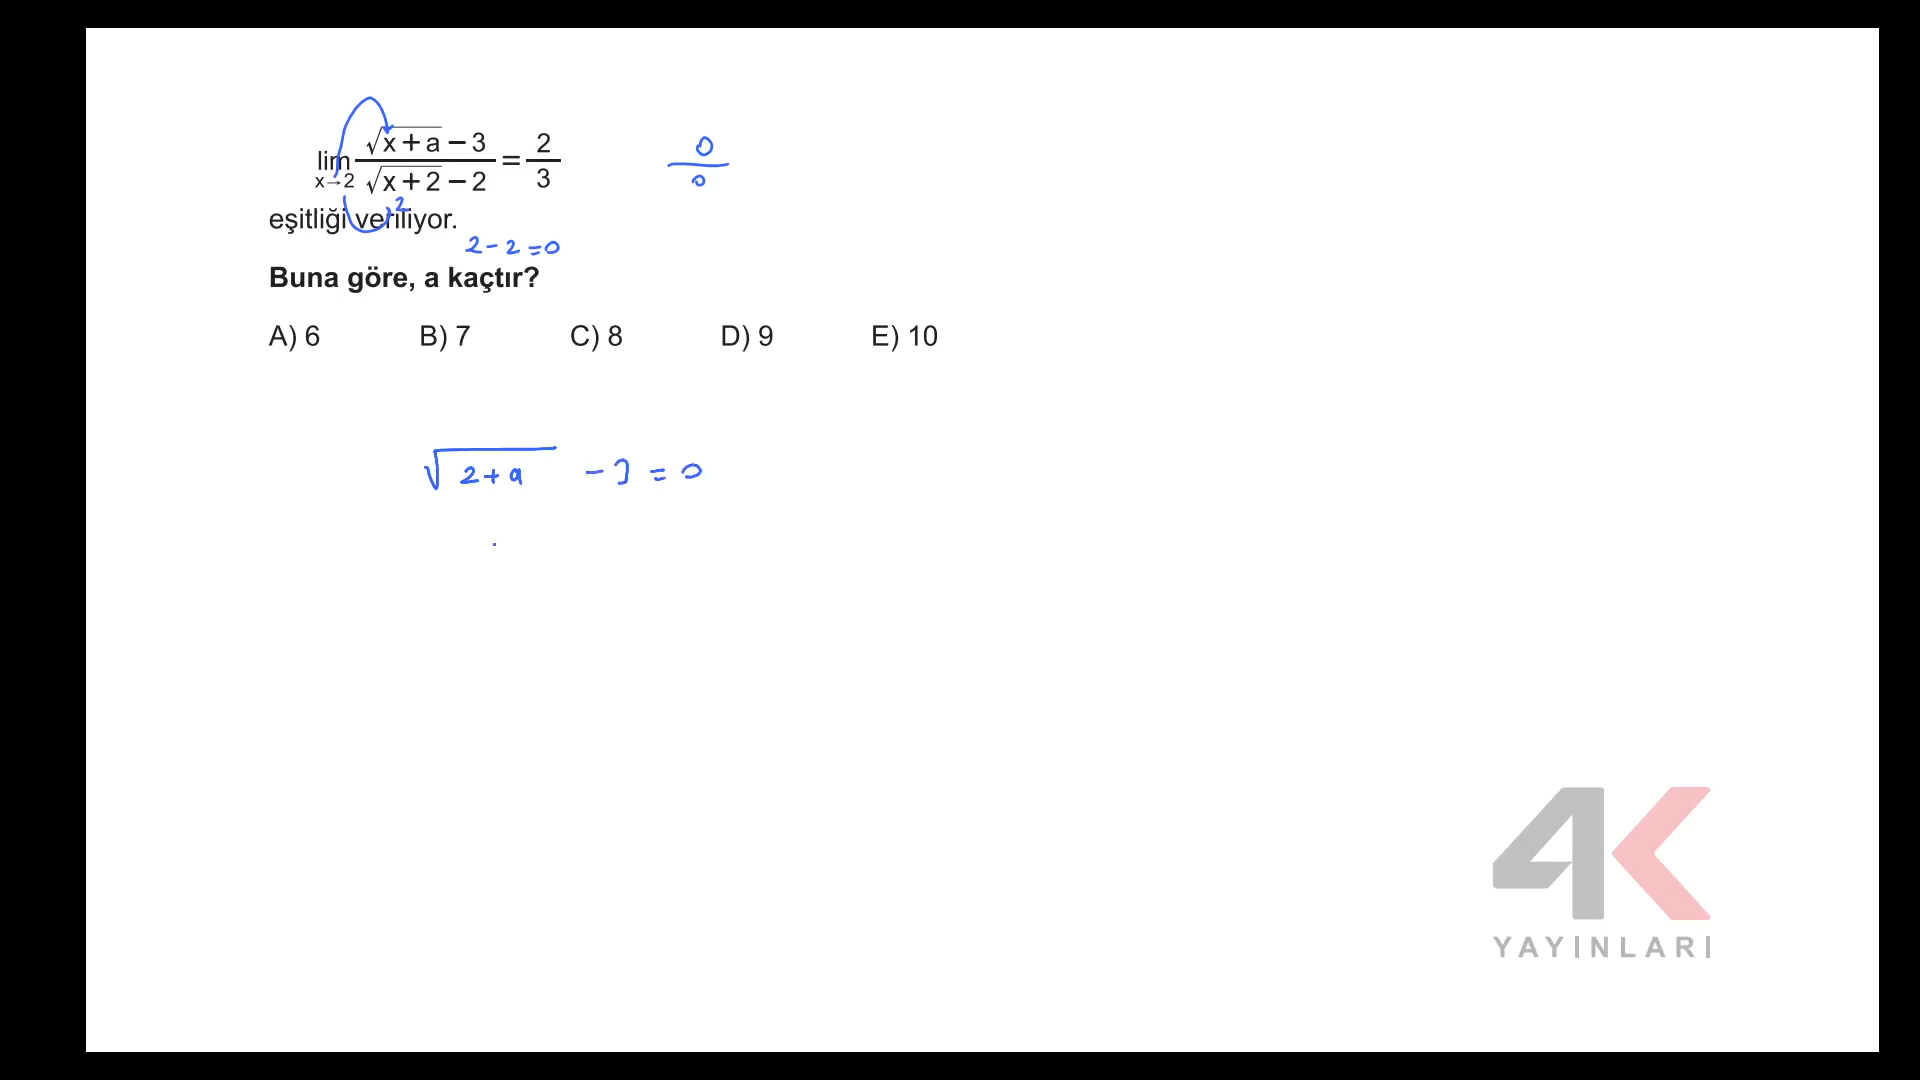 lim x→2 (√(x+a) − 3)/(√(x+2) − 2) = 2/3
0/0
eşitliği veriliyor.
2
2 - 2 = 0
Buna göre, a kaçtır?
A) 6 B) 7 C) 8 D) 9 E) 10
√(2+a) - 3 = 0
4K
YAYINLARI